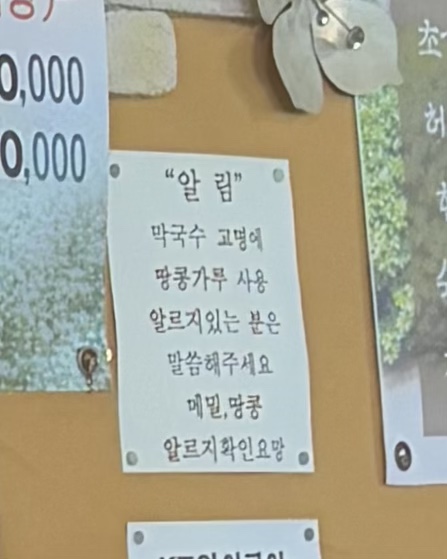 0,000
0,000
“알 림”
막국수 고명에
땅콩가루 사용
알르지있는 분은
말씀해주세요
메밀,땅콩
알르지확인요망
초
허